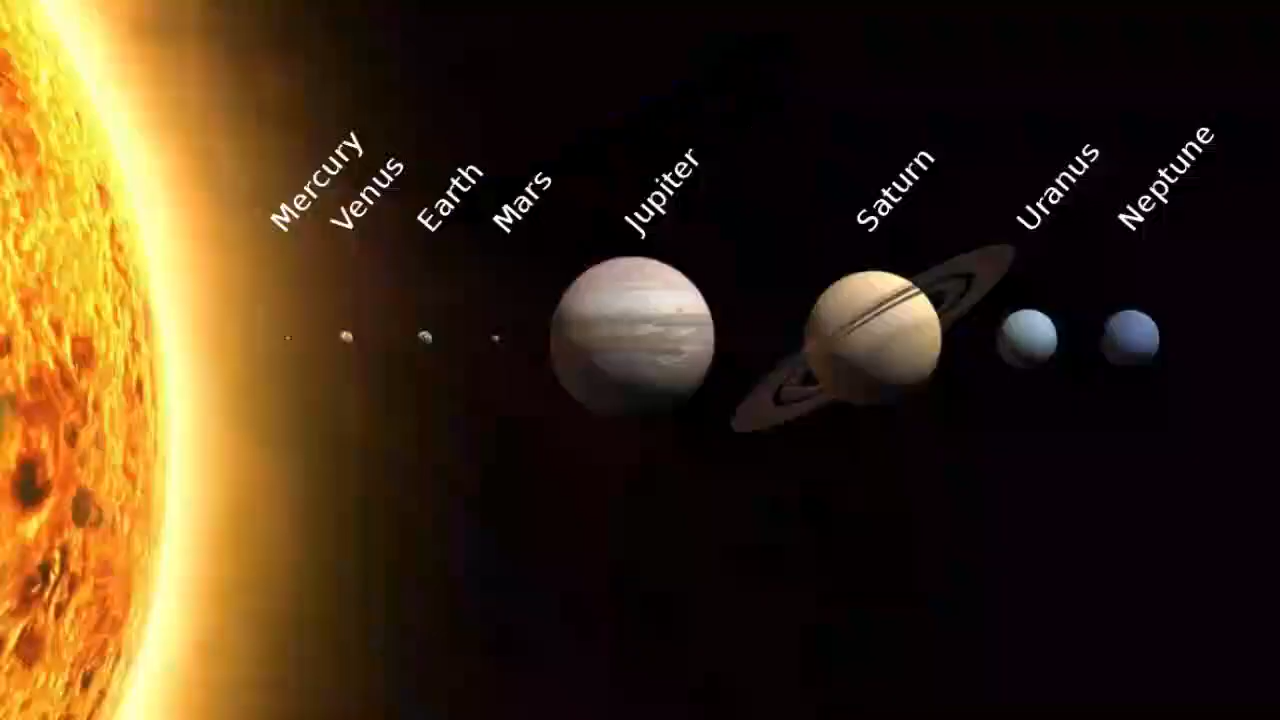 Mercury
Venus
Earth
Mars
Jupiter
Saturn
Uranus
Neptune